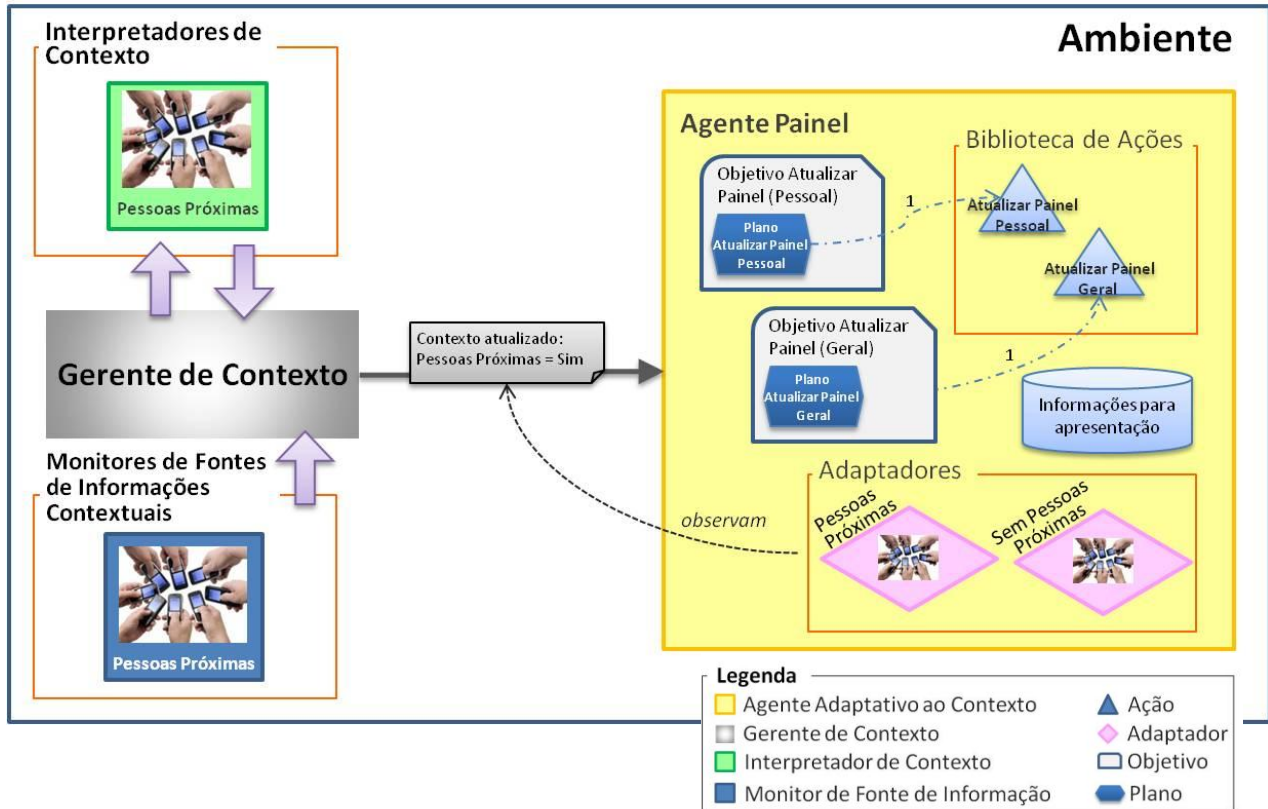 Ambiente
Interpretadores de
Contexto
Pessoas Próximas
Gerente de Contexto
Monitores de Fontes
de Informações
Contextuais
Pessoas Próximas
Contexto atualizado:
Pessoas Próximas = Sim
observam
Agente Painel
Objetivo Atualizar
Painel (Pessoal)
Plano
Atualizar Painel
Pessoal
1
Biblioteca de Ações
Atualizar Painel
Pessoal
Atualizar Painel
Geral
Objetivo Atualizar
Painel (Geral)
Plano
Atualizar Painel
Geral
1
Informações para
apresentação
Adaptadores
Pessoas
Próximas
Sem Pessoas
Próximas
Legenda
Agente Adaptativo ao Contexto
Gerente de Contexto
Interpretador de Contexto
Monitor de Fonte de Informação
Ação
Adaptador
Objetivo
Plano